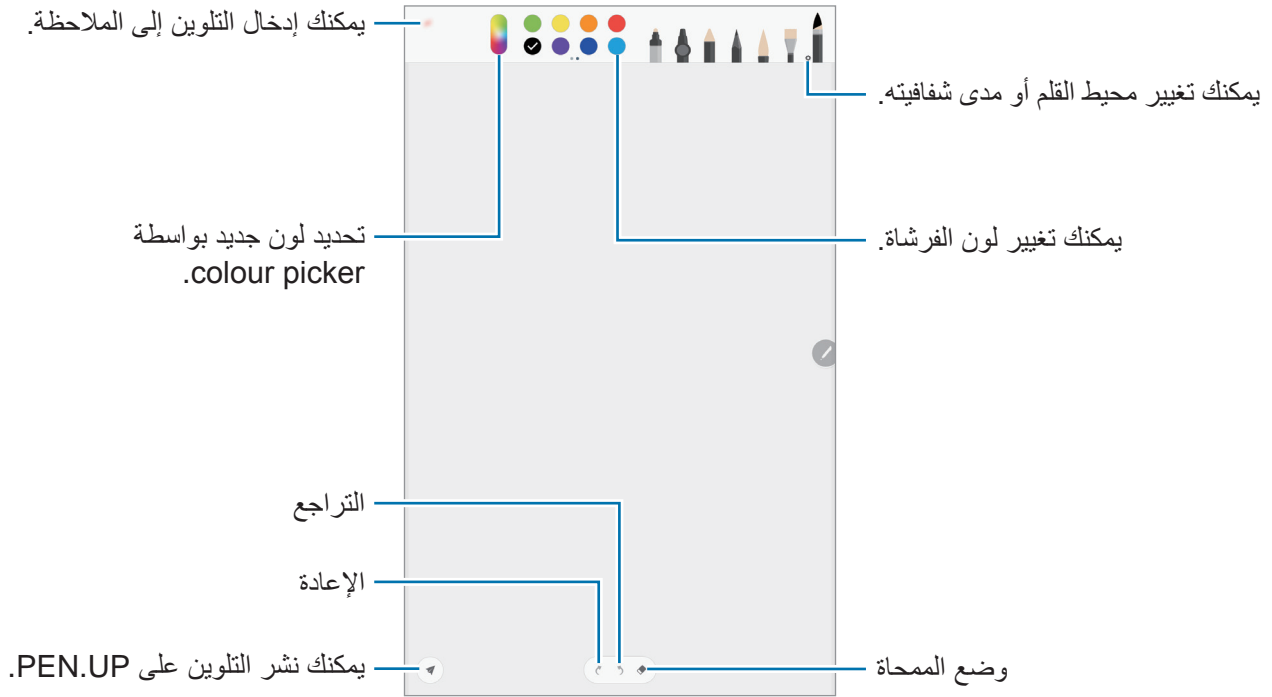 يمكنك إدخال التلوين إلى الملاحظة.
يمكنك تغيير محيط القلم أو مدى شفافيته.
يمكنك تغيير لون الفرشاة.
تحديد لون جديد بواسطة
colour picker.
التراجع
الإعادة
وضع الممحاة
يمكنك نشر التلوين على PEN.UP.